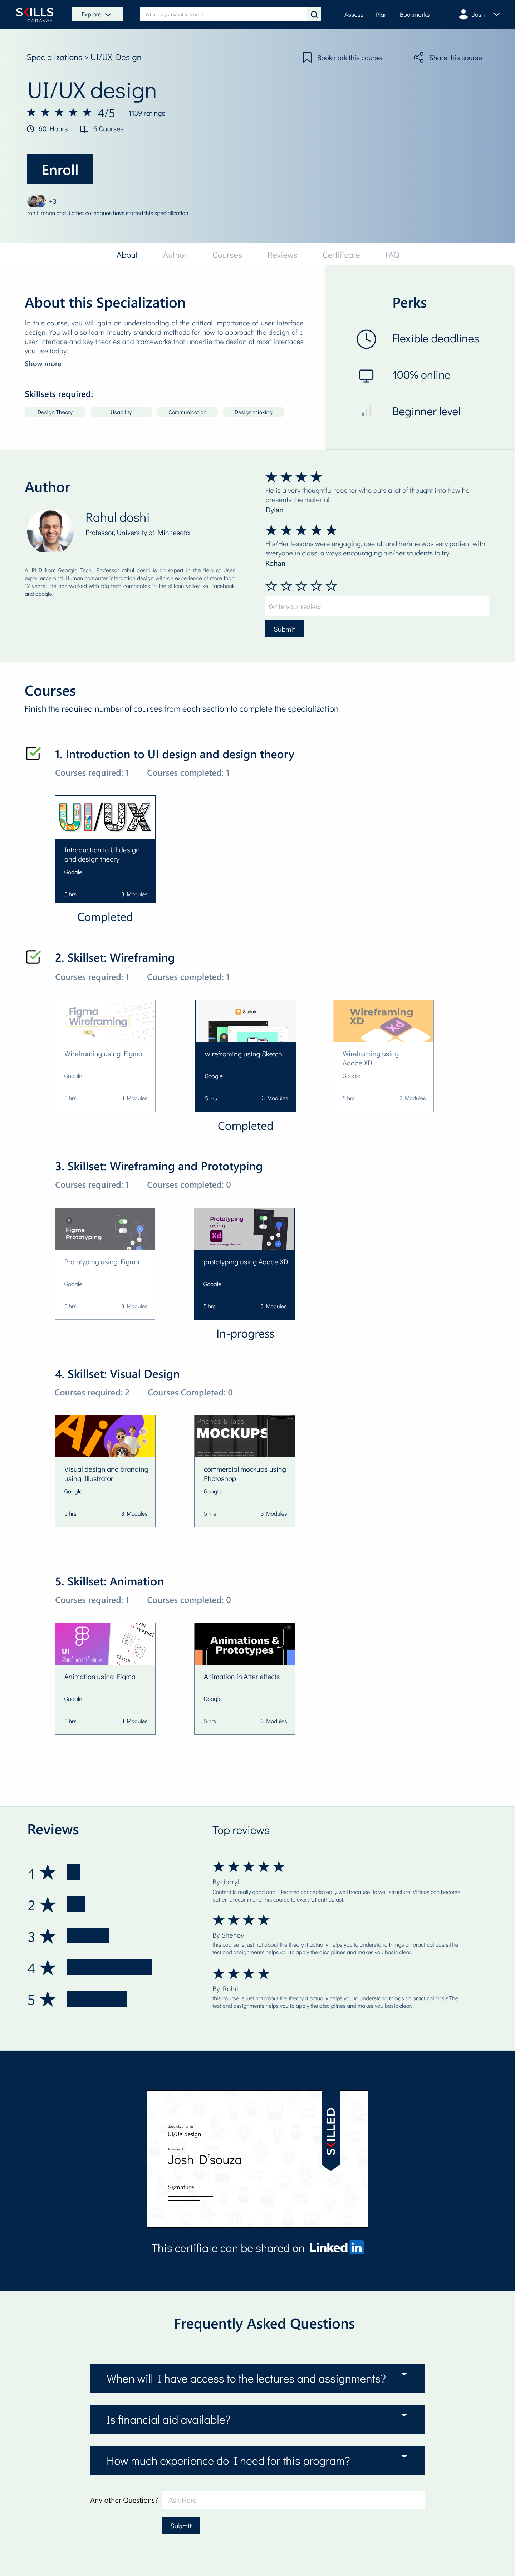 SKILLS
CARAVAN
Explore
What do you want to learn?
Assess
Plan
Bookmarks
Josh
Specializations > UI/UX Design
Bookmark this course
Share this course
UI/UX design
4/5
1139 ratings
60 Hours
6 Courses
Enroll
+3
rohit, rohan and 3 other colleagues have started this specialization
About
Author
Courses
Reviews
Certificate
FAQ
About this Specialization
In this course, you will gain an understanding of the critical importance of user interface
design. You will also learn industry-standard methods for how to approach the design of a
user interface and key theories and frameworks that underlie the design of most interfaces
you use today.
Show more
Skillsets required:
Design Theory
Usability
Communication
Design thinking
Perks
Flexible deadlines
100% online
Beginner level
Author
Rahul doshi
Professor, University of Minnesota
A PHD from Georgia Tech, Professor rahul doshi is an expert in the field of User
experience and Human computer interaction design with an experience of more than
12 years. He has worked with big tech companies in the silicon valley like Facebook
and google.
He is a very thoughtful teacher who puts a lot of thought into how he
presents the material
Dylan
His/Her lessons were engaging, useful, and he/she was very patient with
everyone in class, always encouraging his/her students to try.
Rohan
Write your review
Submit
Courses
Finish the required number of courses from each section to complete the specialization
1. Introduction to UI design and design theory
Courses required: 1
Courses completed: 1
UI/UX
Introduction to UI design
and design theory
Google
5 hrs
3 Modules
Completed
2. Skillset: Wireframing
Courses required: 1
Courses completed: 1
Figma
Wireframing
Wireframing using Figma
Google
5 hrs
3 Modules
Sketch
wireframing using Sketch
Google
5 hrs
3 Modules
Completed
Wireframing
XD
Wireframing using
Adobe XD
Google
5 hrs
3 Modules
3. Skillset: Wireframing and Prototyping
Courses required: 1
Courses completed: 0
Figma
Prototyping
Prototyping using Figma
Google
5 hrs
3 Modules
Prototyping
using
Xd
prototyping using Adobe XD
Google
5 hrs
3 Modules
In-progress
4. Skillset: Visual Design
Courses required: 2
Courses Completed: 0
Ai
Visual design and branding
using Illustrator
Google
5 hrs
3 Modules
Phones & Tabs
MOCKUPS
commercial mockups using
Photoshop
Google
5 hrs
3 Modules
5. Skillset: Animation
Courses required: 1
Courses completed: 0
UI
Animations
Animation using Figma
Google
5 hrs
3 Modules
Animations &
Prototypes
Animation in After effects
Google
5 hrs
3 Modules
Reviews
1
2
3
4
5
Top reviews
By darryl
Content is really good and I learned concepts really well because its well structure. Videos can become
better. I recommend this course to every UI enthusiast.
By Shenoy
this course is just not about the theory it actually helps you to understand things on practical basis.The
test and assignments helps you to apply the disciplines and makes you basic clear.
By Rohit
this course is just not about the theory it actually helps you to understand things on practical basis.The
test and assignments helps you to apply the disciplines and makes you basic clear.
Specialization in
UI/UX design
Awarded to
Josh D'souza
Signature
SKILLED
This certifiate can be shared on Linked in
Frequently Asked Questions
When will I have access to the lectures and assignments?
Is financial aid available?
How much experience do I need for this program?
Any other Questions?
Ask Here
Submit